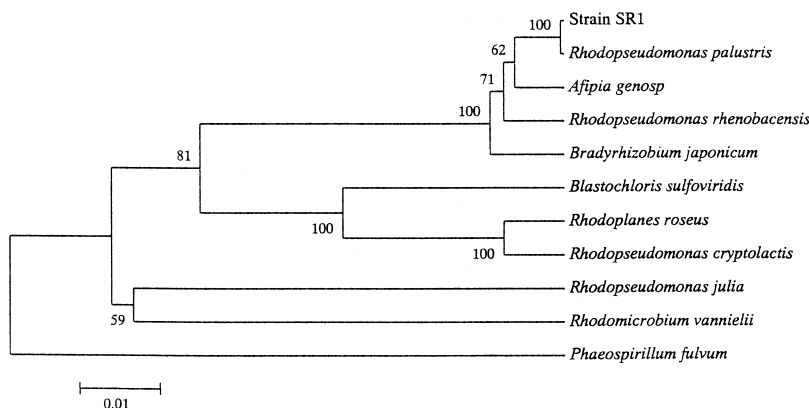 100
Strain SR1
Rhodopseudomonas palustris
62
Afipia genosp
71
Rhodopseudomonas rhenobacensis
100
Bradyrhizobium japonicum
81
Blastochloris sulfoviridis
100
Rhodoplanes roseus
100
Rhodopseudomonas cryptolactis
Rhodopseudomonas julia
59
Rhodomicrobium vannielii
Phaeospirillum fulvum
0.01